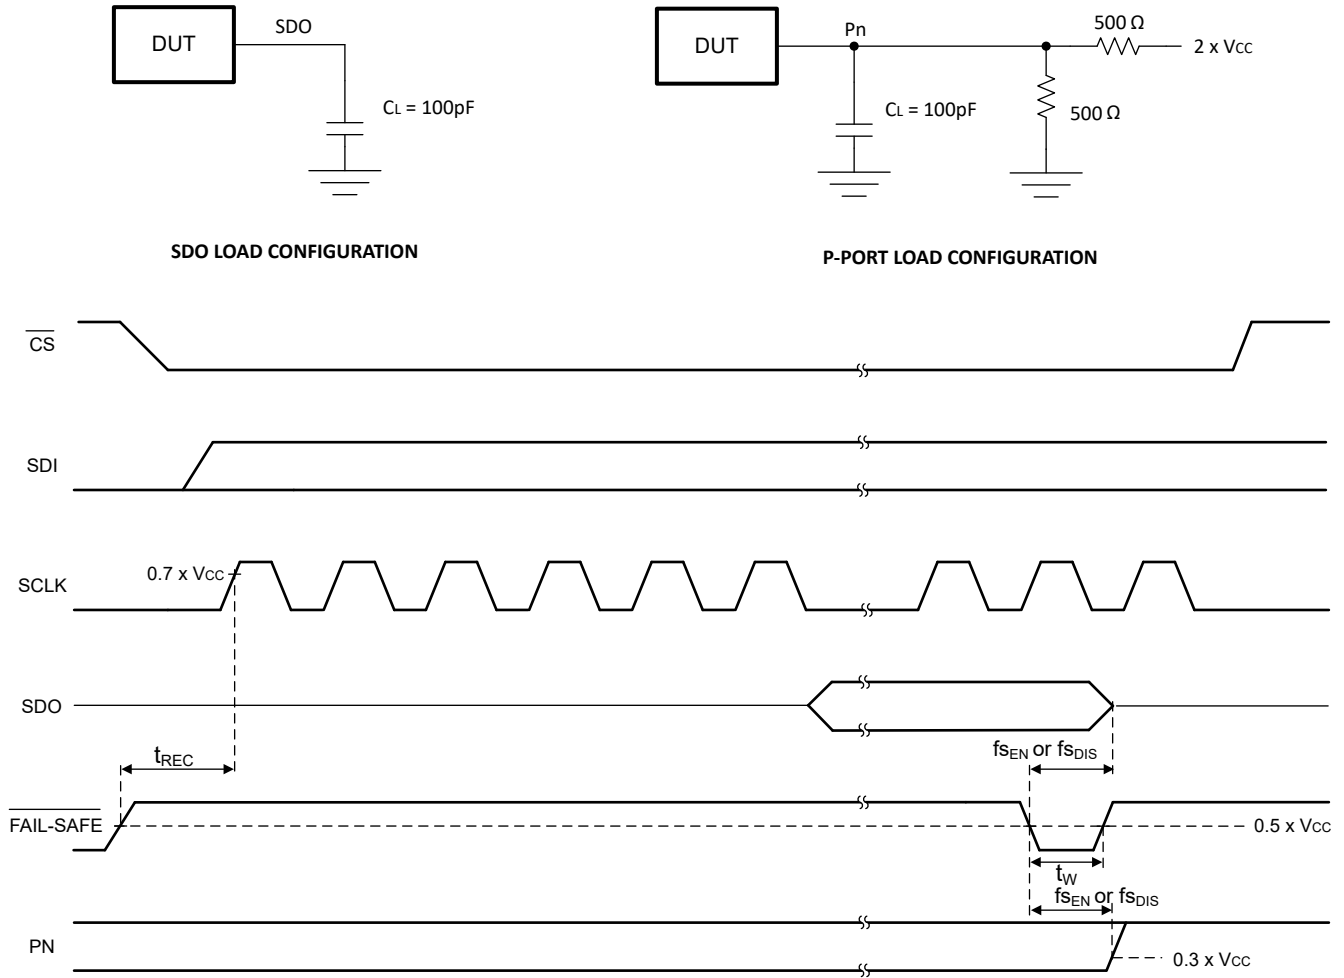 DUT
SDO
CL = 100pF
SDO LOAD CONFIGURATION
DUT
Pn
500 Ω
2 x VCC
CL = 100pF
500 Ω
P-PORT LOAD CONFIGURATION
CS
SDI
SCLK
0.7 x VCC
SDO
tREC
fsEN or fsDIS
FAIL-SAFE
0.5 x VCC
tW
fsEN or fsDIS
PN
0.3 x VCC